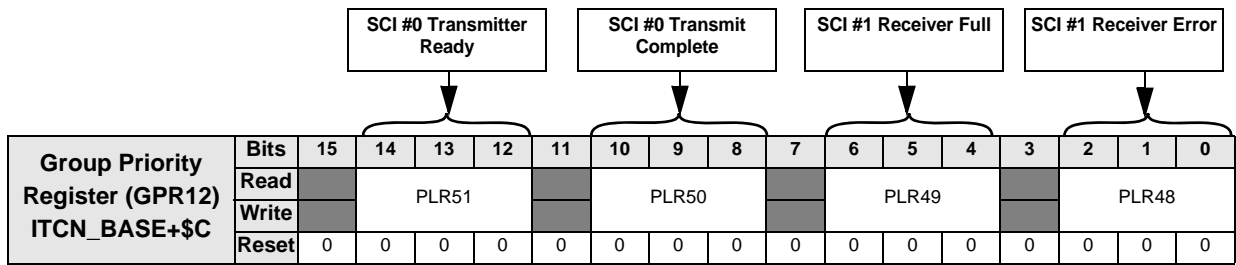 SCI #0 Transmitter
Ready
SCI #0 Transmit
Complete
SCI #1 Receiver Full
SCI #1 Receiver Error
Group Priority
Register (GPR12)
ITCN_BASE+$C
Bits 15 14 13 12 11 10 9 8 7 6 5 4 3 2 1 0
Read
Write
PLR51 PLR50 PLR49 PLR48
Reset 0 0 0 0 0 0 0 0 0 0 0 0 0 0 0 0